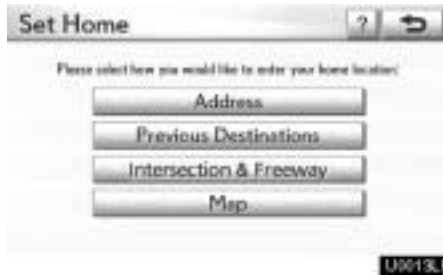 Set Home ?
Please select how you would like to enter your home location:
Address
Previous Destinations
Intersection & Freeway
Map
U0013L